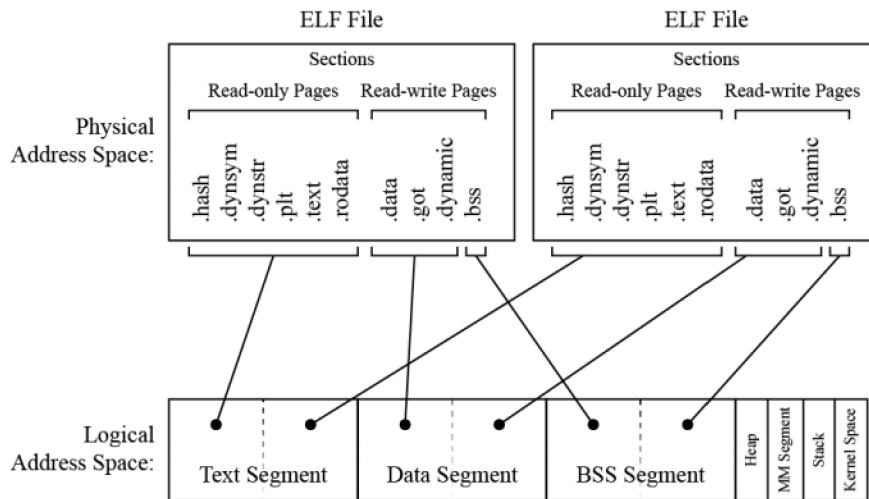 ELF File
ELF File
Sections
Sections
Read-only Pages
Read-write Pages
Read-only Pages
Read-write Pages
Physical
Address Space:
.hash
.dynsym
.dynstr
.plt
.text
.rodata
.data
.got
.dynamic
.bss
.hash
.dynsym
.dynstr
.plt
.text
.rodata
.data
.got
.dynamic
.bss
Logical
Address Space:
Text Segment
Data Segment
BSS Segment
Heap
MM Segment
Stack
Kernel Space